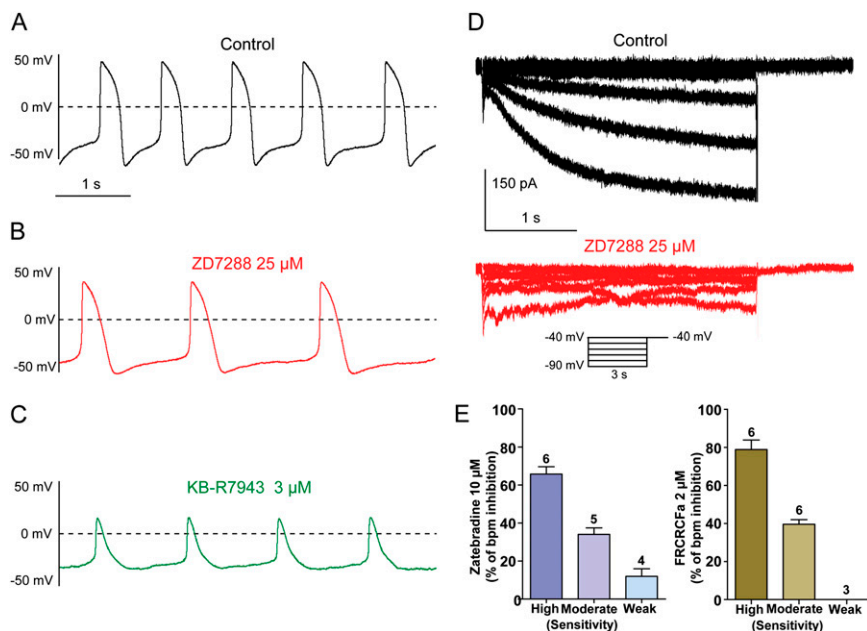 A
Control
50 mV
0 mV
-50 mV
1 s
B
ZD7288 25 µM
50 mV
0 mV
-50 mV
C
KB-R7943 3 µM
50 mV
0 mV
-50 mV
D
Control
150 pA
1 s
ZD7288 25 µM
-40 mV
-40 mV
-90 mV
3 s
E
Zatebradine 10 µM
(% of bpm inhibition)
100
80
60
40
20
0
6
5
4
High Moderate Weak
(Sensitivity)
FRCRCFa 2 µM
(% of bpm inhibition)
100
80
60
40
20
0
6
6
3
High Moderate Weak
(Sensitivity)